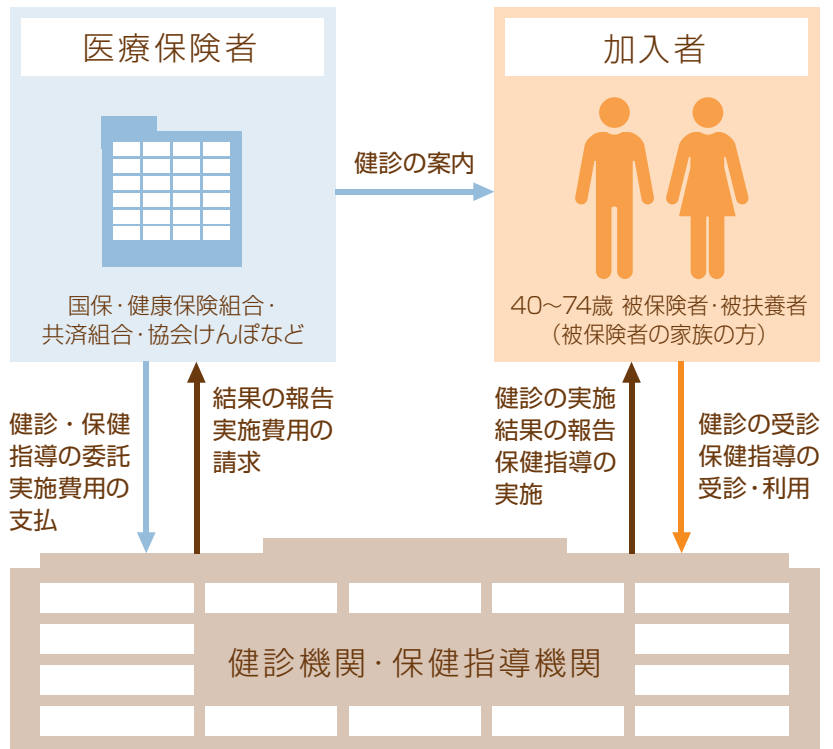 医療保険者
国保・健康保険組合・
共済組合・協会けんぽなど
健診の案内
加入者
40〜74歳 被保険者・被扶養者
（被保険者の家族の方）
健診・保健
指導の委託
実施費用の
支払
結果の報告
実施費用の
請求
健診の実施
結果の報告
保健指導の
実施
健診の受診
保健指導の
受診・利用
健診機関・保健指導機関